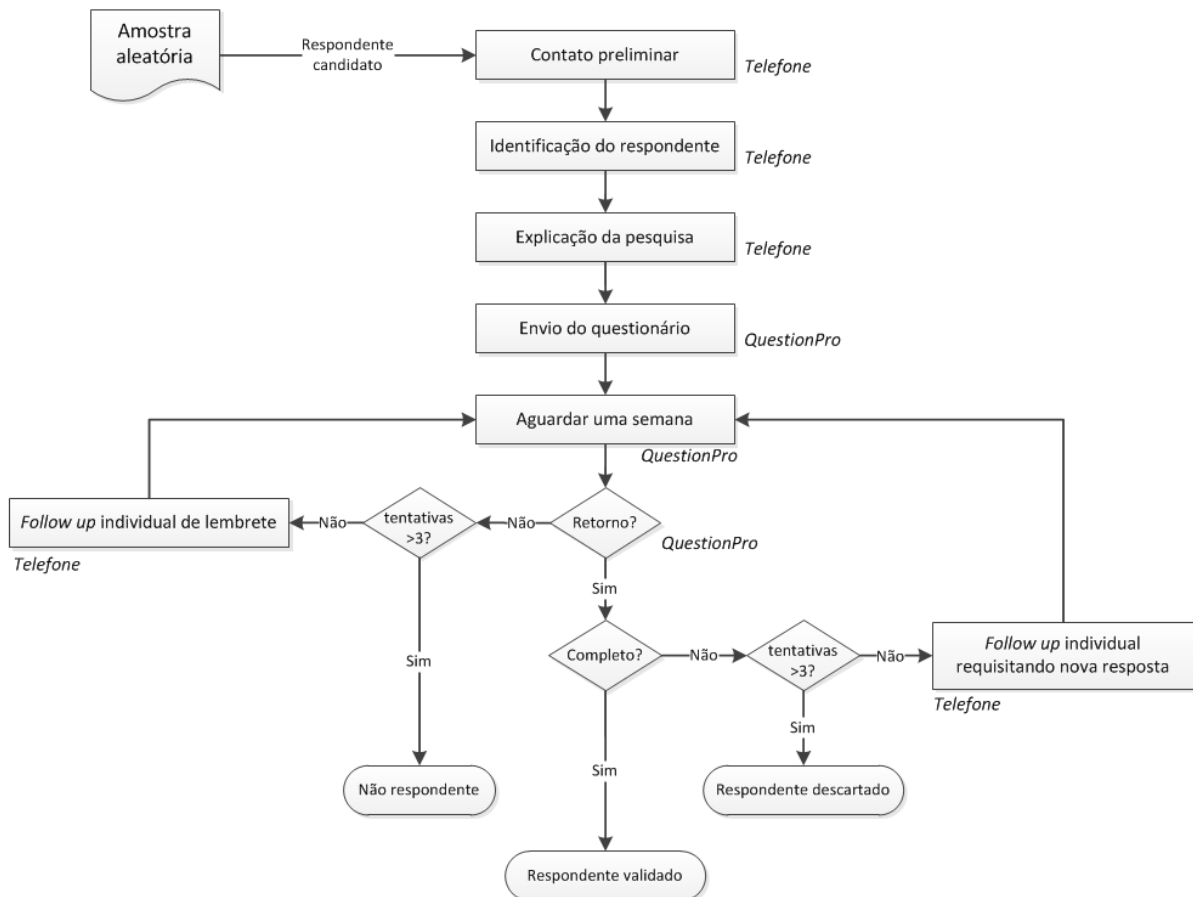 Amostra
aleatória
Respondente
candidato
Contato preliminar
Telefone
Identificação do respondente
Telefone
Explicação da pesquisa
Telefone
Envio do questionário
QuestionPro
Aguardar uma semana
QuestionPro
Follow up individual de lembrete
Telefone
Não
tentativas
>3?
Não
Retorno?
QuestionPro
Sim
Sim
Completo?
Não
tentativas
>3?
Não
Follow up individual
requisitando nova resposta
Telefone
Sim
Sim
Não respondente
Respondente descartado
Respondente validado